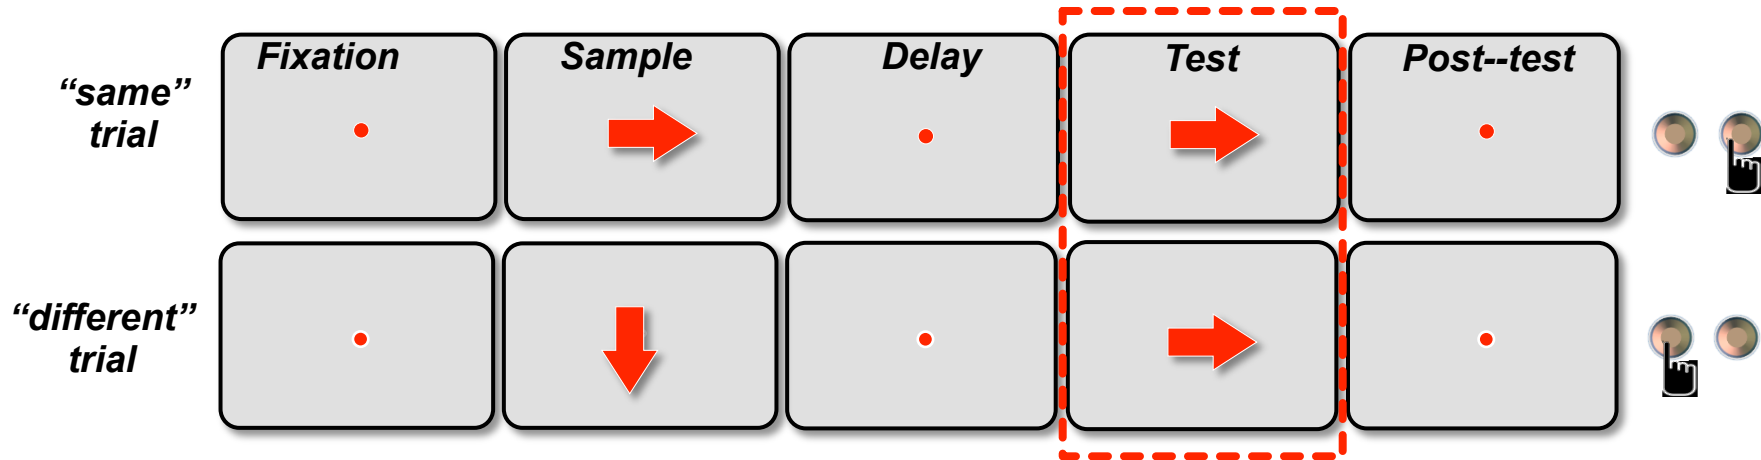 Fixation
Sample
Delay
Test
Post--test
“same”
trial
“different”
trial